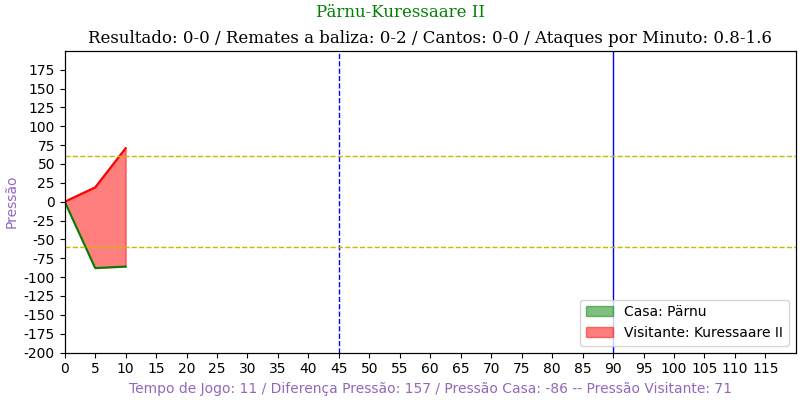 Pärnu-Kuressaare II
Resultado: 0-0 / Remates a baliza: 0-2 / Cantos: 0-0 / Ataques por Minuto: 0.8-1.6
175
150
125
100
75
50
25
0
-25
-50
-75
-100
-125
-150
-175
-200
Pressão
Casa: Pärnu
Visitante: Kuressaare II
0 5 10 15 20 25 30 35 40 45 50 55 60 65 70 75 80 85 90 95 100 105 110 115
Tempo de Jogo: 11 / Diferença Pressão: 157 / Pressão Casa: -86 -- Pressão Visitante: 71